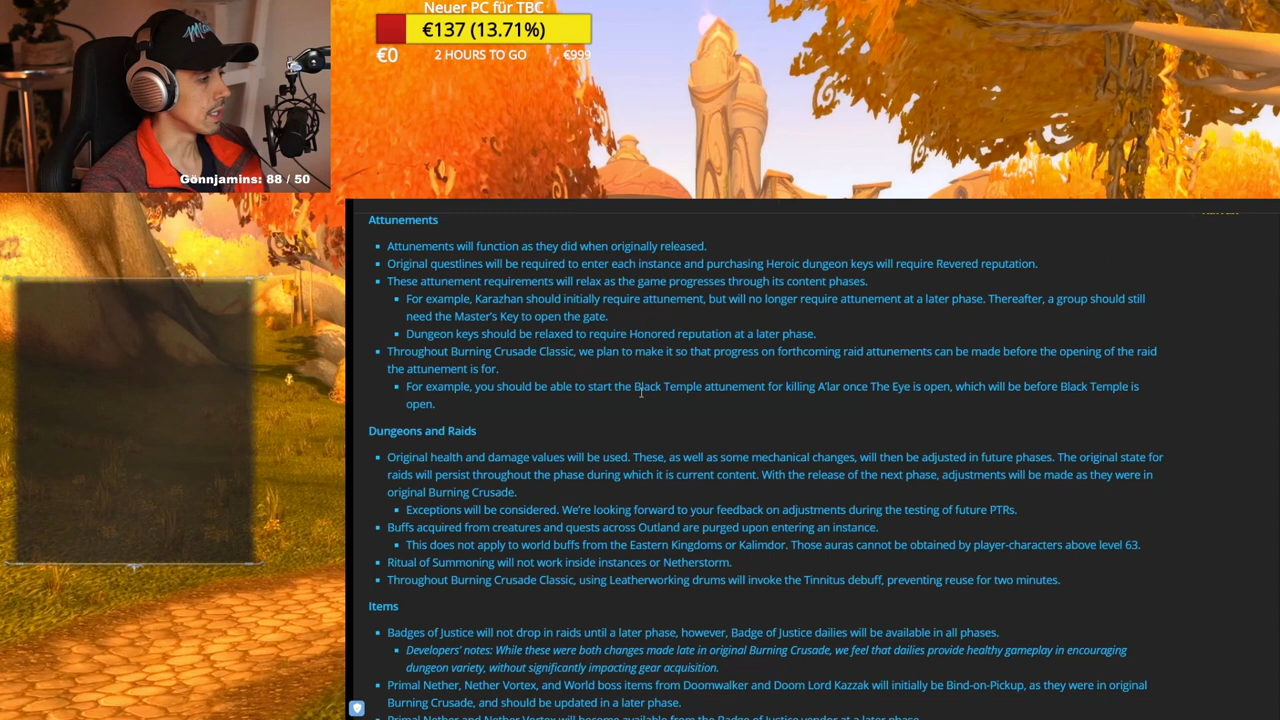 Neuer PC für TBC
€137 (13.71%)
€0
2 HOURS TO GO
€999
Gönnjamins: 88 / 50
Attunements
Attunements will function as they did when originally released.
Original questlines will be required to enter each instance and purchasing Heroic dungeon keys will require Revered reputation.
These attunement requirements will relax as the game progresses through its content phases.
For example, Karazhan should initially require attunement, but will no longer require attunement at a later phase. Thereafter, a group should still
need the Master's Key to open the gate.
Dungeon keys should be relaxed to require Honored reputation at a later phase.
Throughout Burning Crusade Classic, we plan to make it so that progress on forthcoming raid attunements can be made before the opening of the raid
the attunement is for.
For example, you should be able to start the Black Temple attunement for killing A'lar once The Eye is open, which will be before Black Temple is
open.
Dungeons and Raids
Original health and damage values will be used. These, as well as some mechanical changes, will then be adjusted in future phases. The original state for
raids will persist throughout the phase during which it is current content. With the release of the next phase, adjustments will be made as they were in
original Burning Crusade.
Exceptions will be considered. We're looking forward to your feedback on adjustments during the testing of future PTRs.
Buffs acquired from creatures and quests across Outland are purged upon entering an instance.
This does not apply to world buffs from the Eastern Kingdoms or Kalimdor. Those auras cannot be obtained by player-characters above level 63.
Ritual of Summoning will not work inside instances or Netherstorm.
Throughout Burning Crusade Classic, using Leatherworking drums will invoke the Tinnitus debuff, preventing reuse for two minutes.
Items
Badges of Justice will not drop in raids until a later phase, however, Badge of Justice dailies will be available in all phases.
Developers' notes: While these were both changes made late in original Burning Crusade, we feel that dailies provide healthy gameplay in encouraging
dungeon variety, without significantly impacting gear acquisition.
Primal Nether, Nether Vortex, and World boss items from Doomwalker and Doom Lord Kazzak will initially be Bind-on-Pickup, as they were in original
Burning Crusade, and should be updated in a later phase.
Primal Nether and Nether Vortex will become available from the Badge of Justice vendor at a later phase.